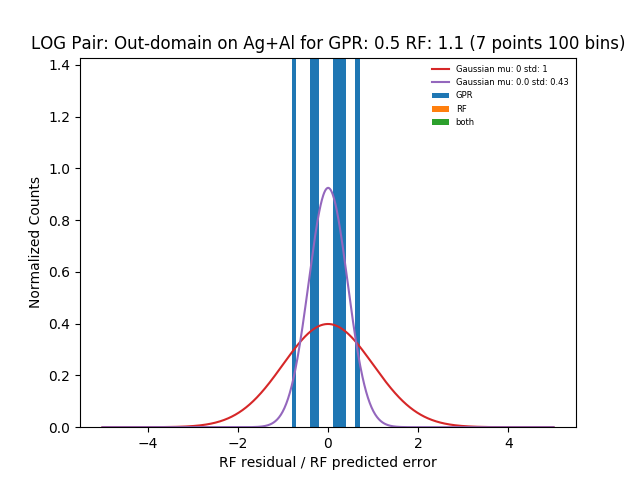 LOG Pair: Out-domain on Ag+Al for GPR: 0.5 RF: 1.1 (7 points 100 bins)
Gaussian mu: 0 std: 1
Gaussian mu: 0.0 std: 0.43
GPR
RF
both
1.4
1.2
1.0
0.8
0.6
0.4
0.2
0.0
Normalized Counts
−4
−2
0
2
4
RF residual / RF predicted error